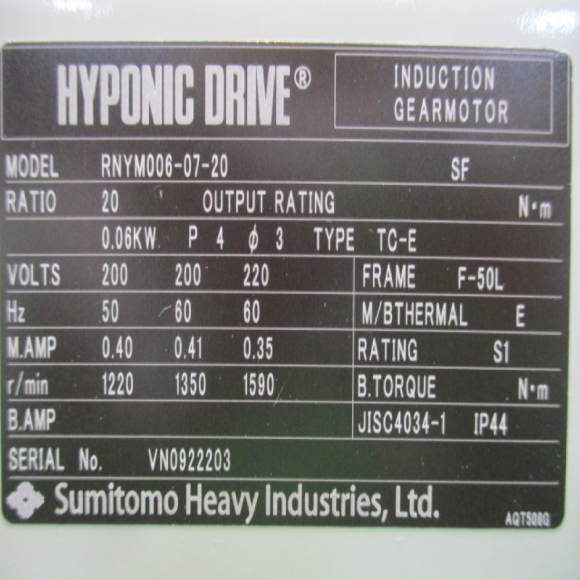 HYPONIC DRIVE®
INDUCTION
GEARMOTOR
MODEL RNYM006-07-20 SF
RATIO 20 OUTPUT RATING N·m
0.06KW P 4 ϕ 3 TYPE TC-E
VOLTS 200 200 220 FRAME F-50L
Hz 50 60 60 M/BTHERMAL E
M.AMP 0.40 0.41 0.35 RATING S1
r/min 1220 1350 1590 B.TORQUE N·m
B.AMP JISC4034-1 IP44
SERIAL No. VN0922203
Sumitomo Heavy Industries, Ltd.
AQT508G